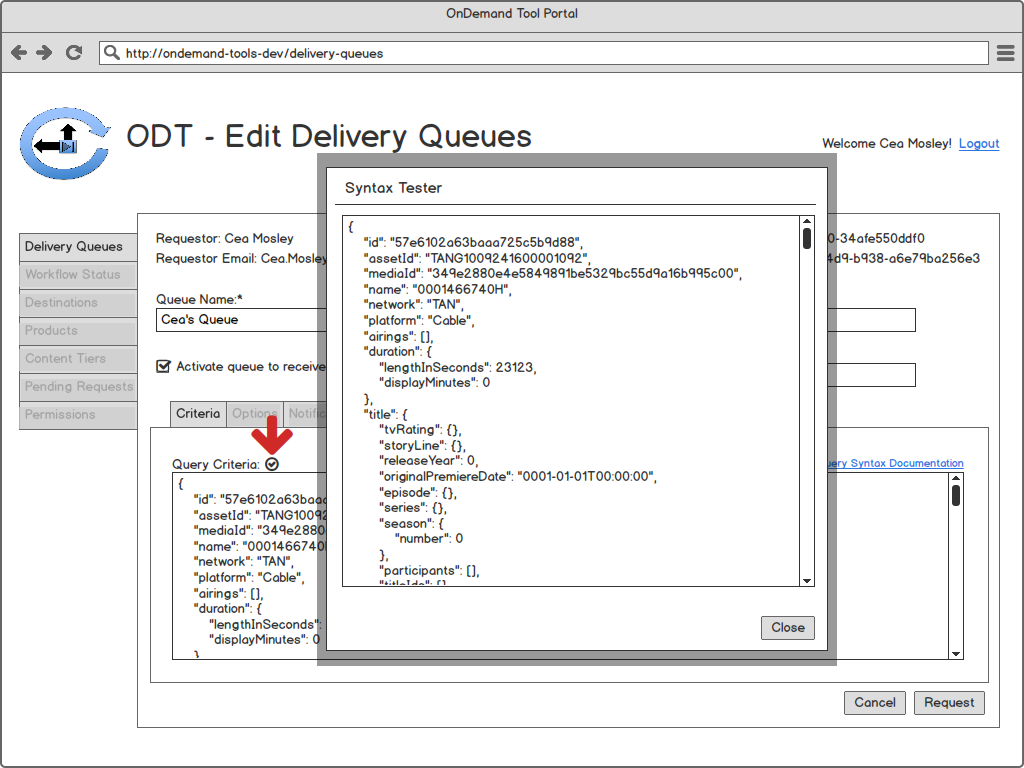 OnDemand Tool Portal
http://ondemand-tools-dev/delivery-queues
ODT - Edit Delivery Queues
Welcome Cea Mosley! Logout
Delivery Queues
Workflow Status
Destinations
Products
Content Tiers
Pending Requests
Permissions
Requestor: Cea Mosley
0-34afe550ddf0
Requestor Email: Cea.Mosley
4d9-b938-a6e79ba256e3
Queue Name:*
Cea's Queue
Activate queue to receive
Criteria
Options
Notific
Query Criteria:
ery Syntax Documentation
{
"id": "57e6102a63baaa
"assetId": "TANG10092
"mediaId": "349e2880
"name": "0001466740H
"network": "TAN",
"platform": "Cable",
"airings": [],
"duration": {
"lengthInSeconds":
"displayMinutes": 0
}
Syntax Tester
{
"id": "57e6102a63baaa725c5b9d88",
"assetId": "TANG1009241600001092",
"mediaId": "349e2880e4e5849891be5329bc55d9a16b995c00",
"name": "0001466740H",
"network": "TAN",
"platform": "Cable",
"airings": [],
"duration": {
"lengthInSeconds": 23123,
"displayMinutes": 0
},
"title": {
"tvRating": {},
"storyLine": {},
"releaseYear": 0,
"originalPremiereDate": "0001-01-01T00:00:00",
"episode": {},
"series": {},
"season": {
"number": 0
},
"participants": [],
"titleIds": [],
Close
Cancel
Request